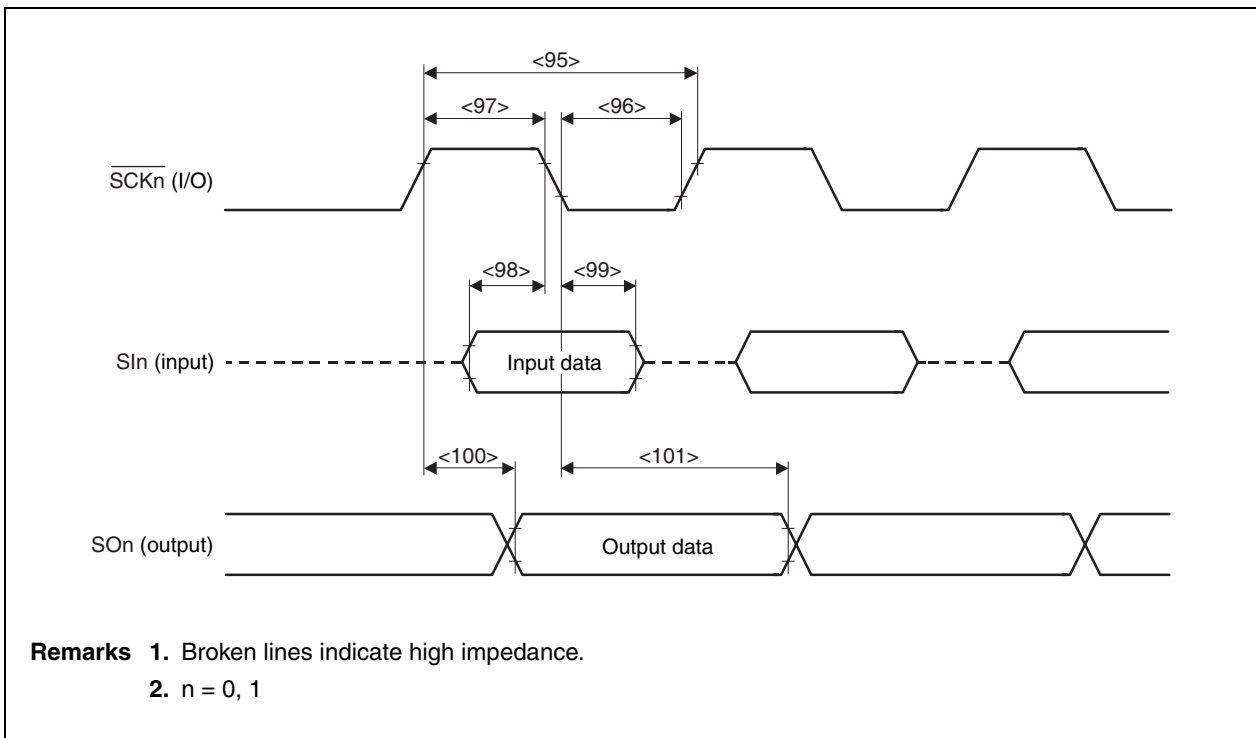 <95>
<97> <96>
SCKn (I/O)
<98> <99>
SIn (input) Input data
<100> <101>
SOn (output) Output data
Remarks 1. Broken lines indicate high impedance.
2. n = 0, 1